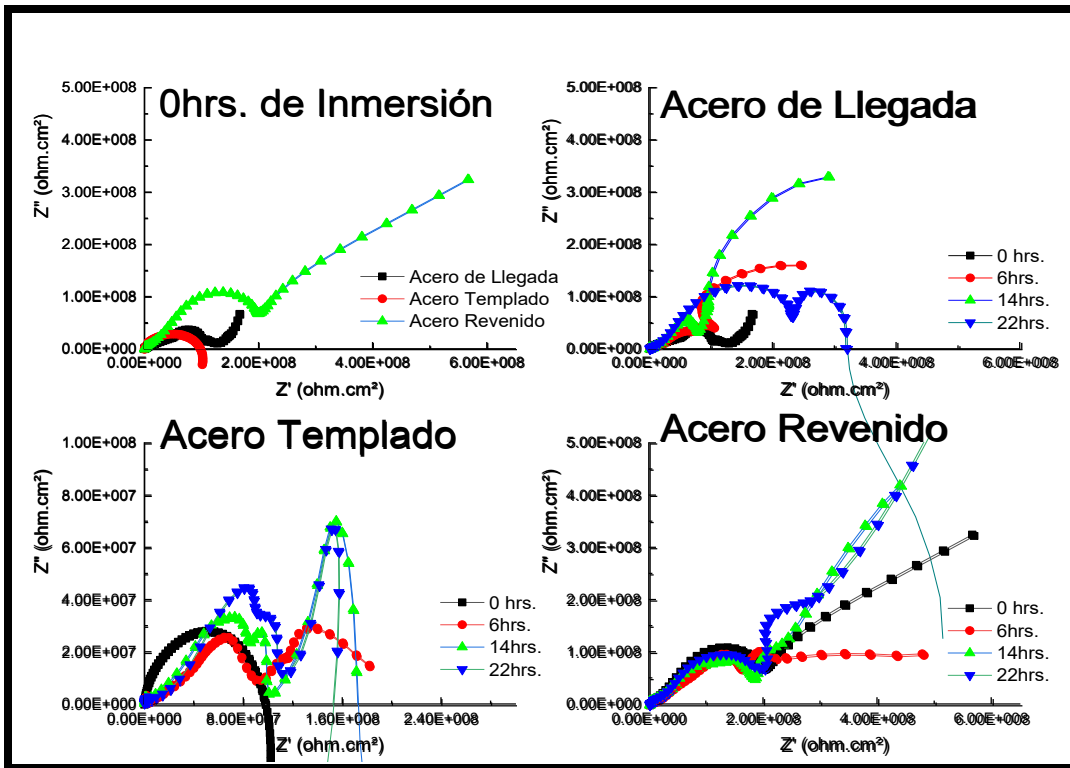 0hrs. de Inmersión
5.00E+008
4.00E+008
3.00E+008
2.00E+008
1.00E+008
0.00E+000
Z'' (ohm.cm²)
Acero de Llegada
Acero Templado
Acero Revenido
0.00E+000 2.00E+008 4.00E+008 6.00E+008
Z' (ohm.cm²)
Acero de Llegada
5.00E+008
4.00E+008
3.00E+008
2.00E+008
1.00E+008
0.00E+000
Z'' (ohm.cm²)
0 hrs.
6hrs.
14hrs.
22hrs.
0.00E+000 2.00E+008 4.00E+008 6.00E+008
Z' (ohm.cm²)
Acero Templado
1.00E+008
8.00E+007
6.00E+007
4.00E+007
2.00E+007
0.00E+000
Z'' (ohm.cm²)
0 hrs.
6hrs.
14hrs.
22hrs.
0.00E+000 8.00E+007 1.60E+008 2.40E+008
Z' (ohm.cm²)
Acero Revenido
5.00E+008
4.00E+008
3.00E+008
2.00E+008
1.00E+008
0.00E+000
Z'' (ohm.cm²)
0 hrs.
6hrs.
14hrs.
22hrs.
0.00E+000 2.00E+008 4.00E+008 6.00E+008
Z' (ohm.cm²)